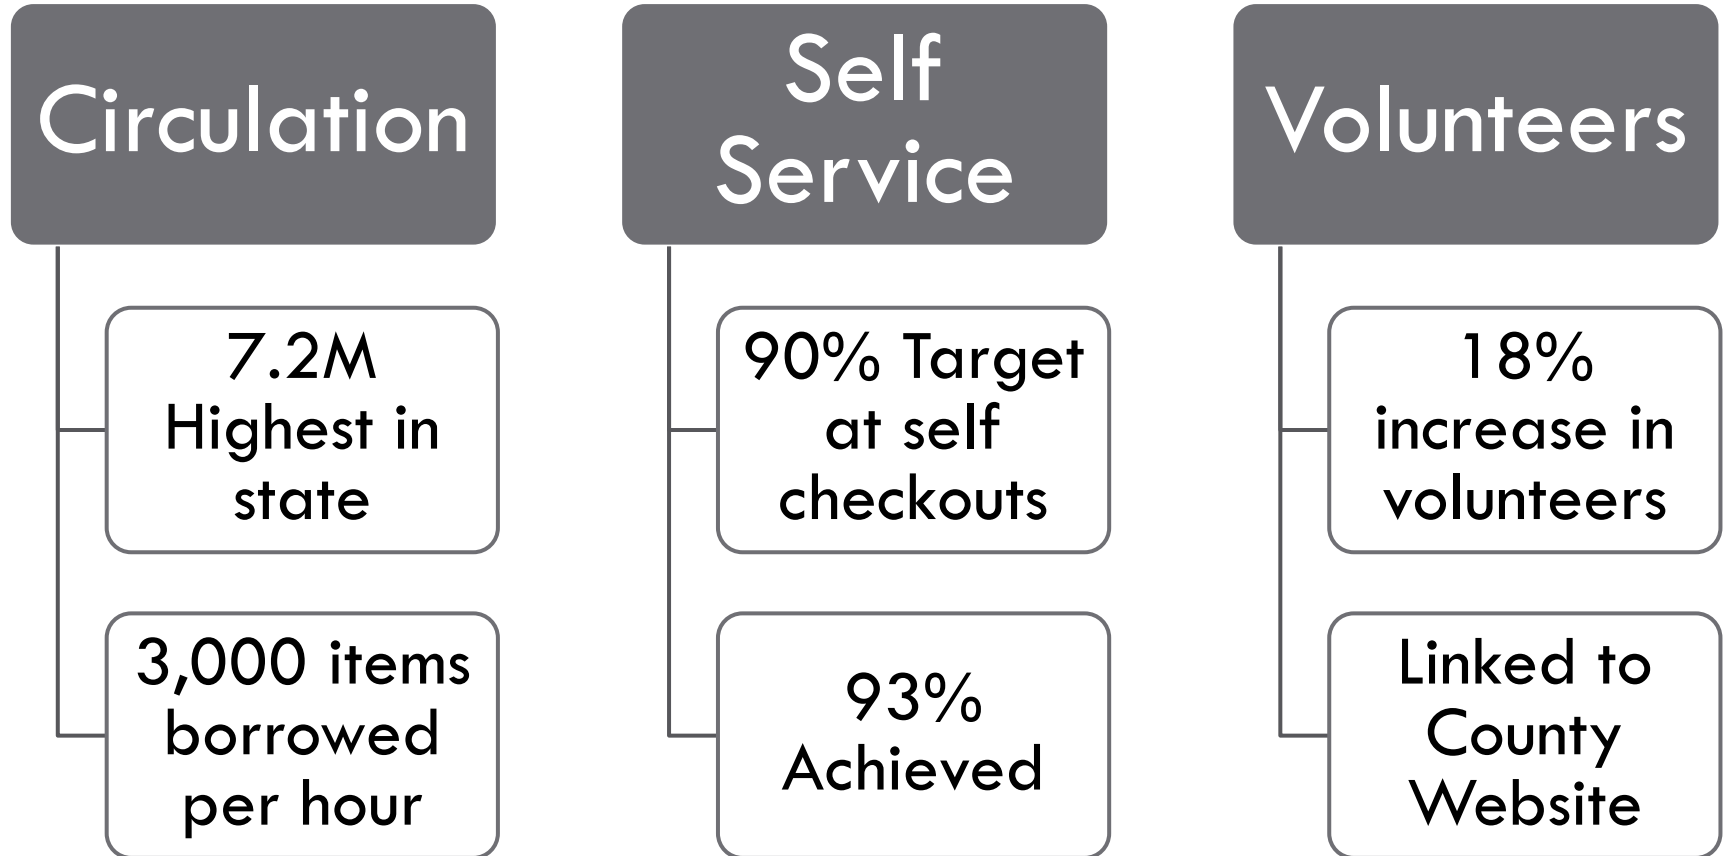 Circulation
7.2M
Highest in
state
3,000 items
borrowed
per hour
Self
Service
90% Target
at self
checkouts
93%
Achieved
Volunteers
18%
increase in
volunteers
Linked to
County
Website